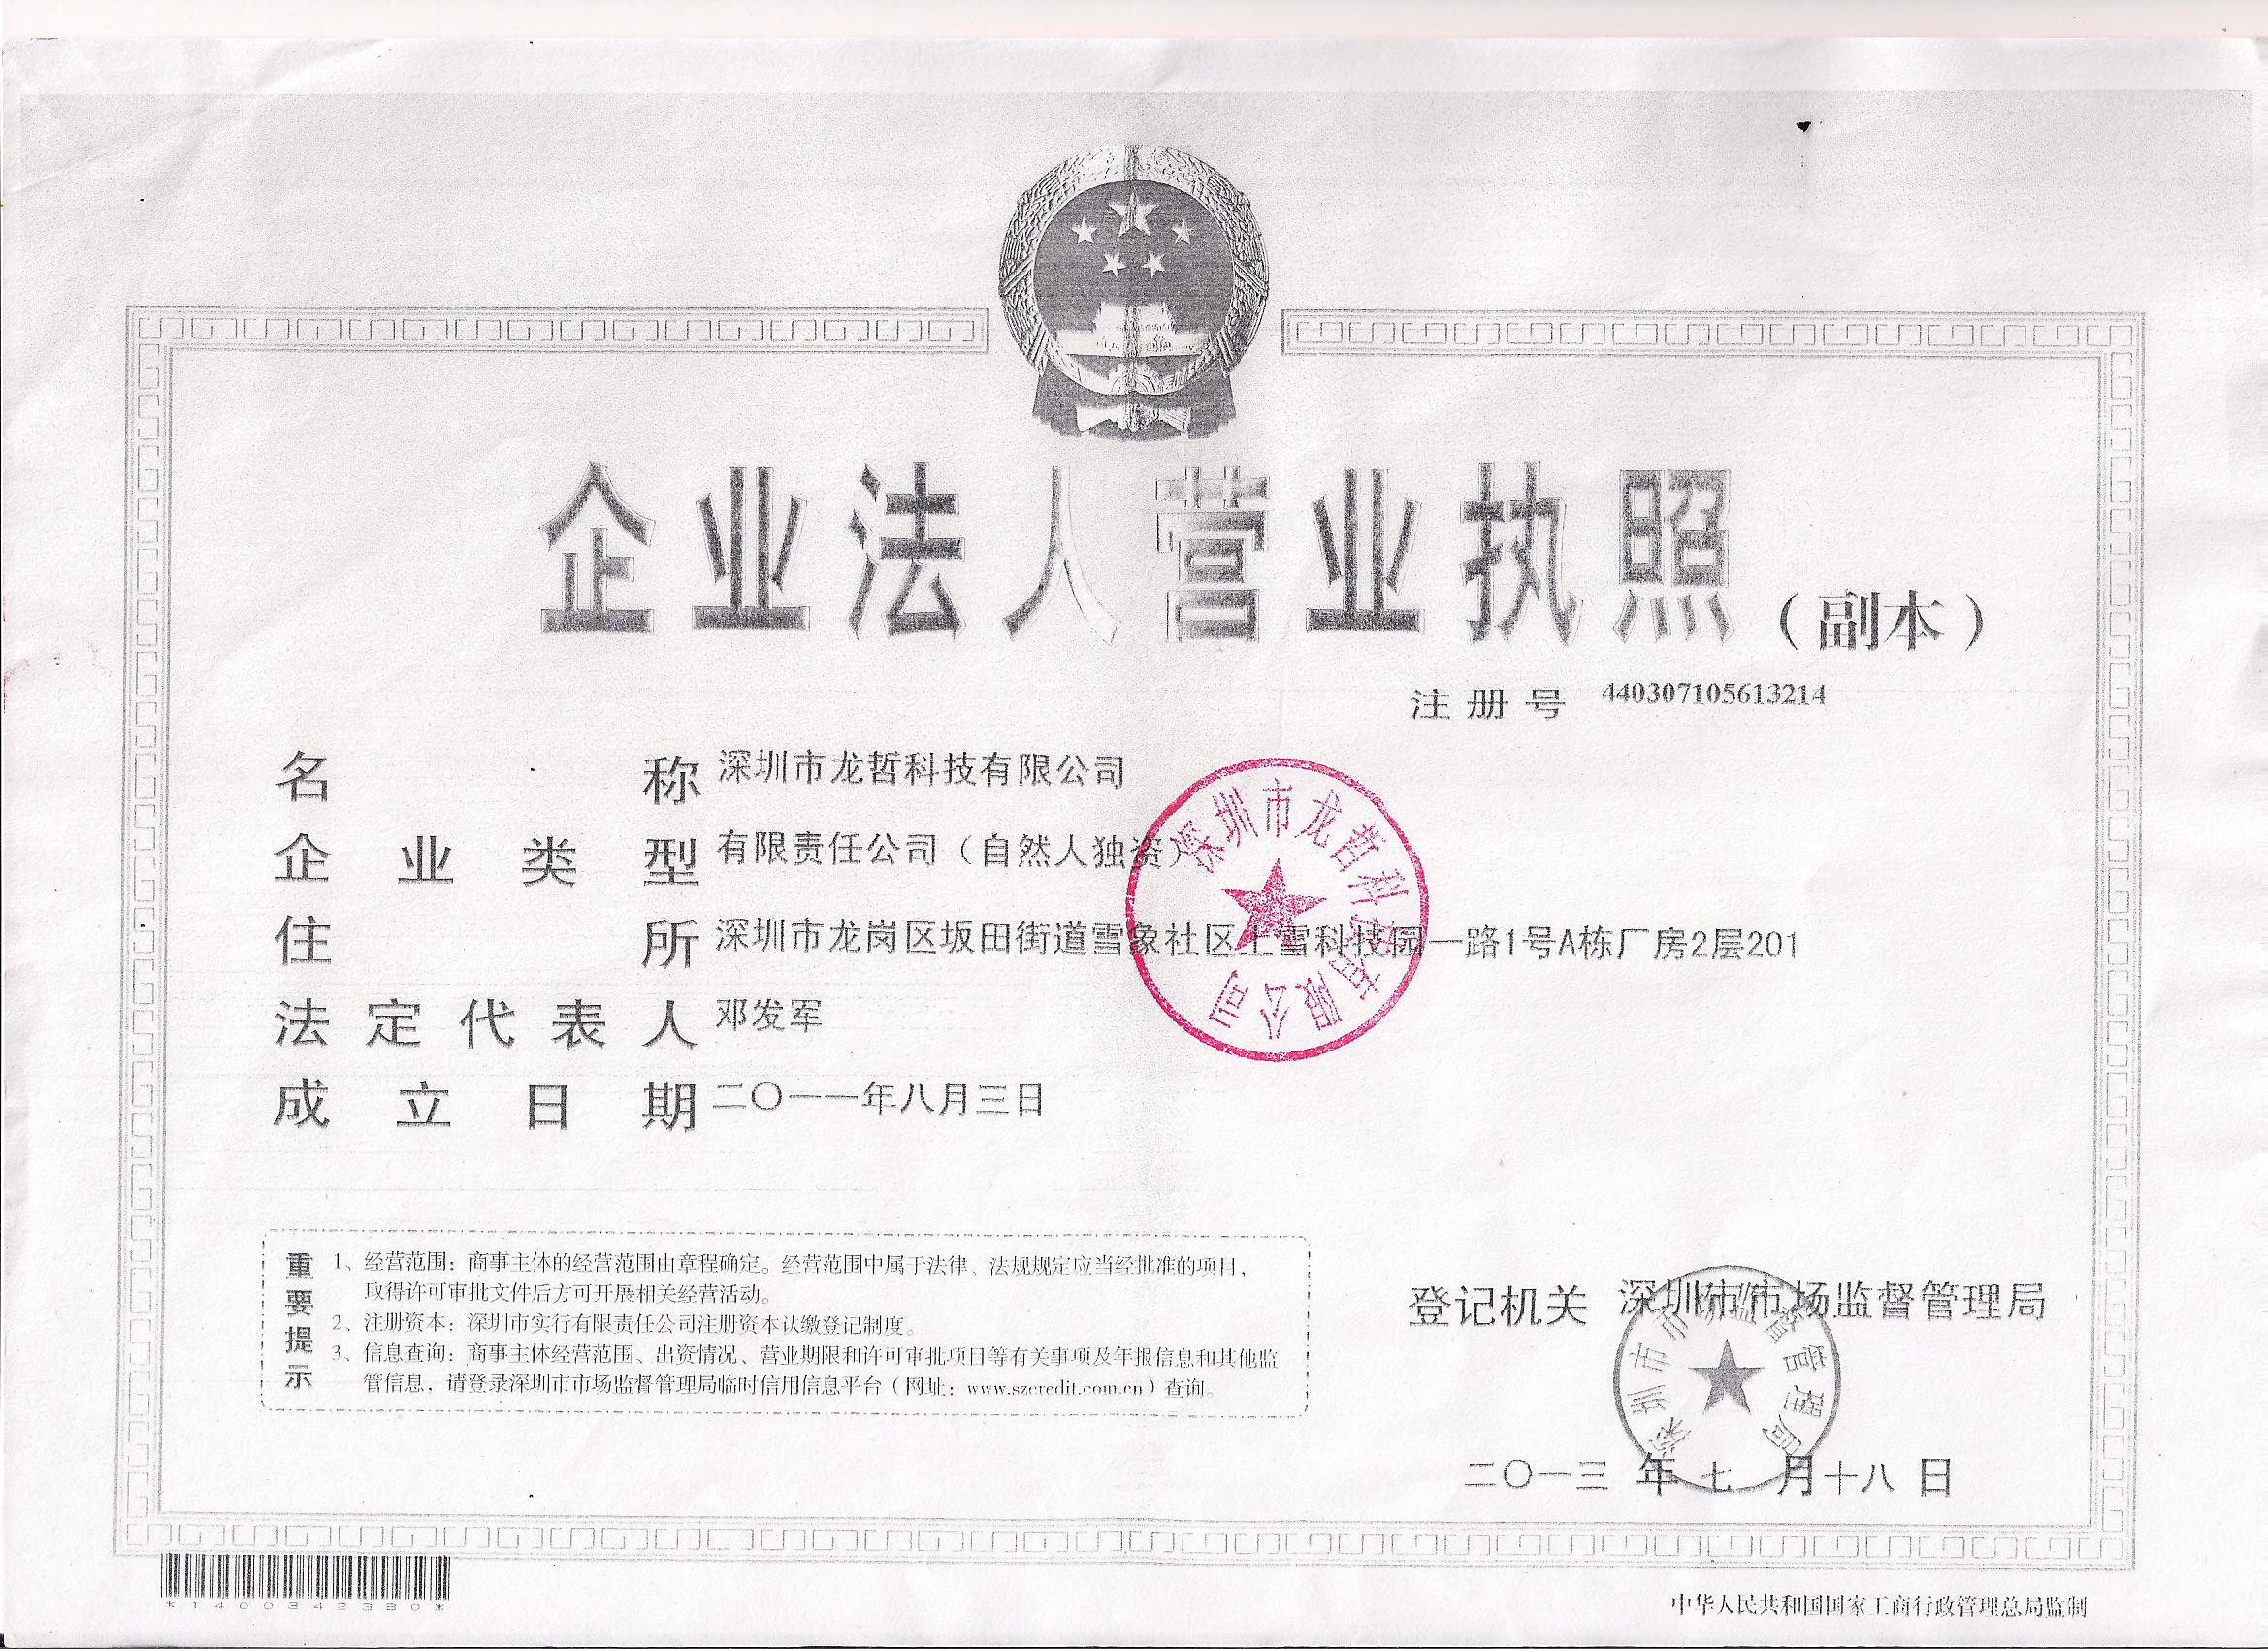 企业法人营业执照（副本）
注册号 440307105613214
名称 深圳市龙哲科技有限公司
企业类型 有限责任公司（自然人独资）
住所 深圳市龙岗区坂田街道雪象社区上雪科技园一路1号A栋厂房2层201
法定代表人 邓发军
成立日期 二〇一一年八月三日
深圳市龙哲科技有限公司
重要提示
1、经营范围：商事主体的经营范围由章程确定。经营范围中属于法律、法规规定应当经批准的项目，
取得许可审批文件后方可开展相关经营活动。
2、注册资本：深圳市实行有限责任公司注册资本认缴登记制度。
3、信息查询：商事主体经营范围、出资情况、营业期限和许可审批项目等有关事项及年报信息和其他监
管信息，请登录深圳市市场监督管理局临时信用信息平台（网址：www.szcredit.com.cn）查询。
登记机关 深圳市市场监督管理局
深圳市市场监督管理局
二〇一三年七月十八日
*1400342380*
中华人民共和国国家工商行政管理总局监制